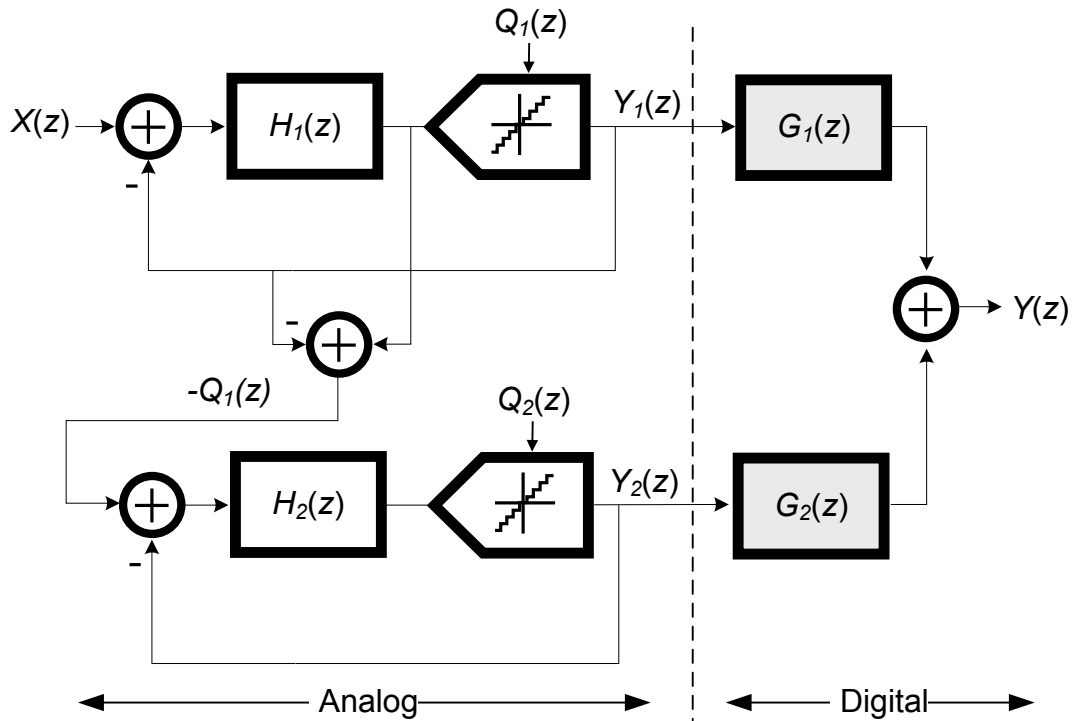 Q1(z)
X(z)
H1(z)
Y1(z)
G1(z)
-
-
Y(z)
-Q1(z)
Q2(z)
H2(z)
Y2(z)
G2(z)
-
Analog
Digital